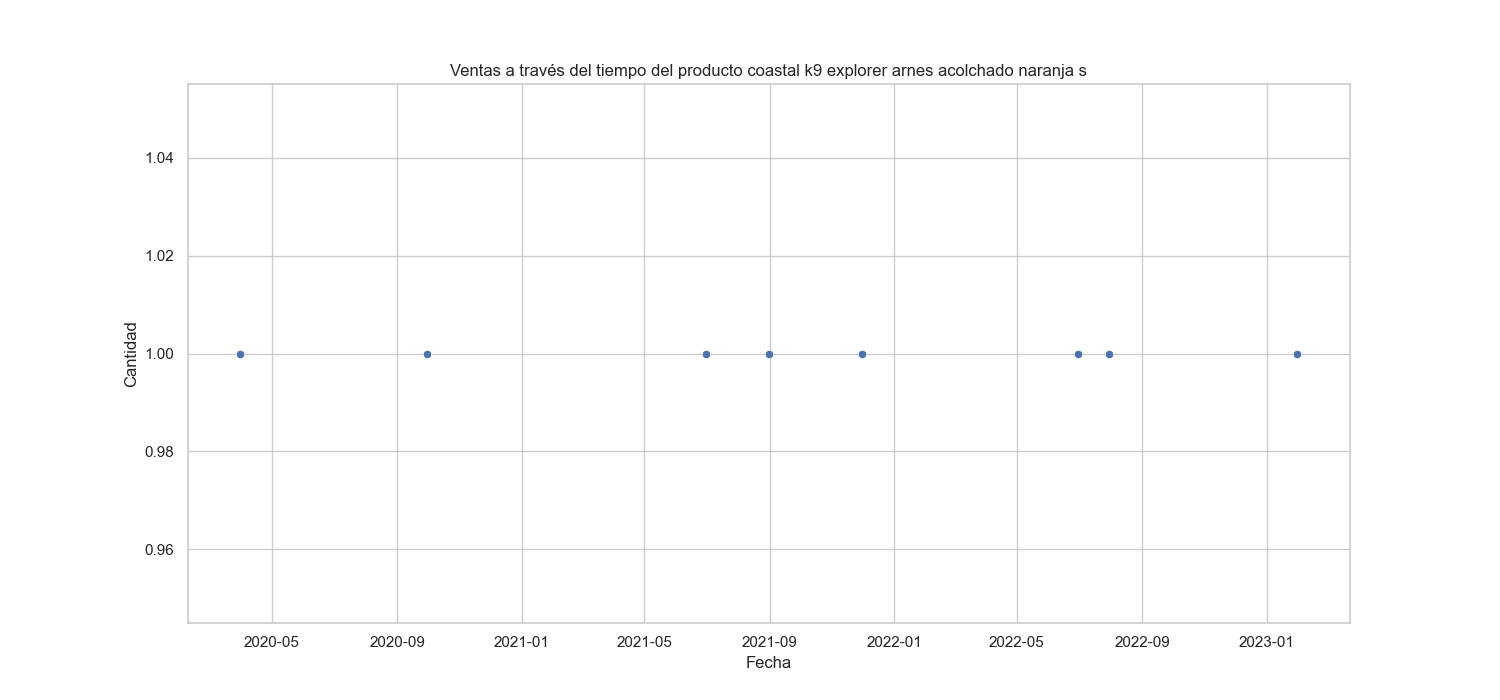 Ventas a través del tiempo del producto coastal k9 explorer arnes acolchado naranja s
1.04
1.02
1.00
0.98
0.96
Cantidad
2020-05 2020-09 2021-01 2021-05 2021-09 2022-01 2022-05 2022-09 2023-01
Fecha